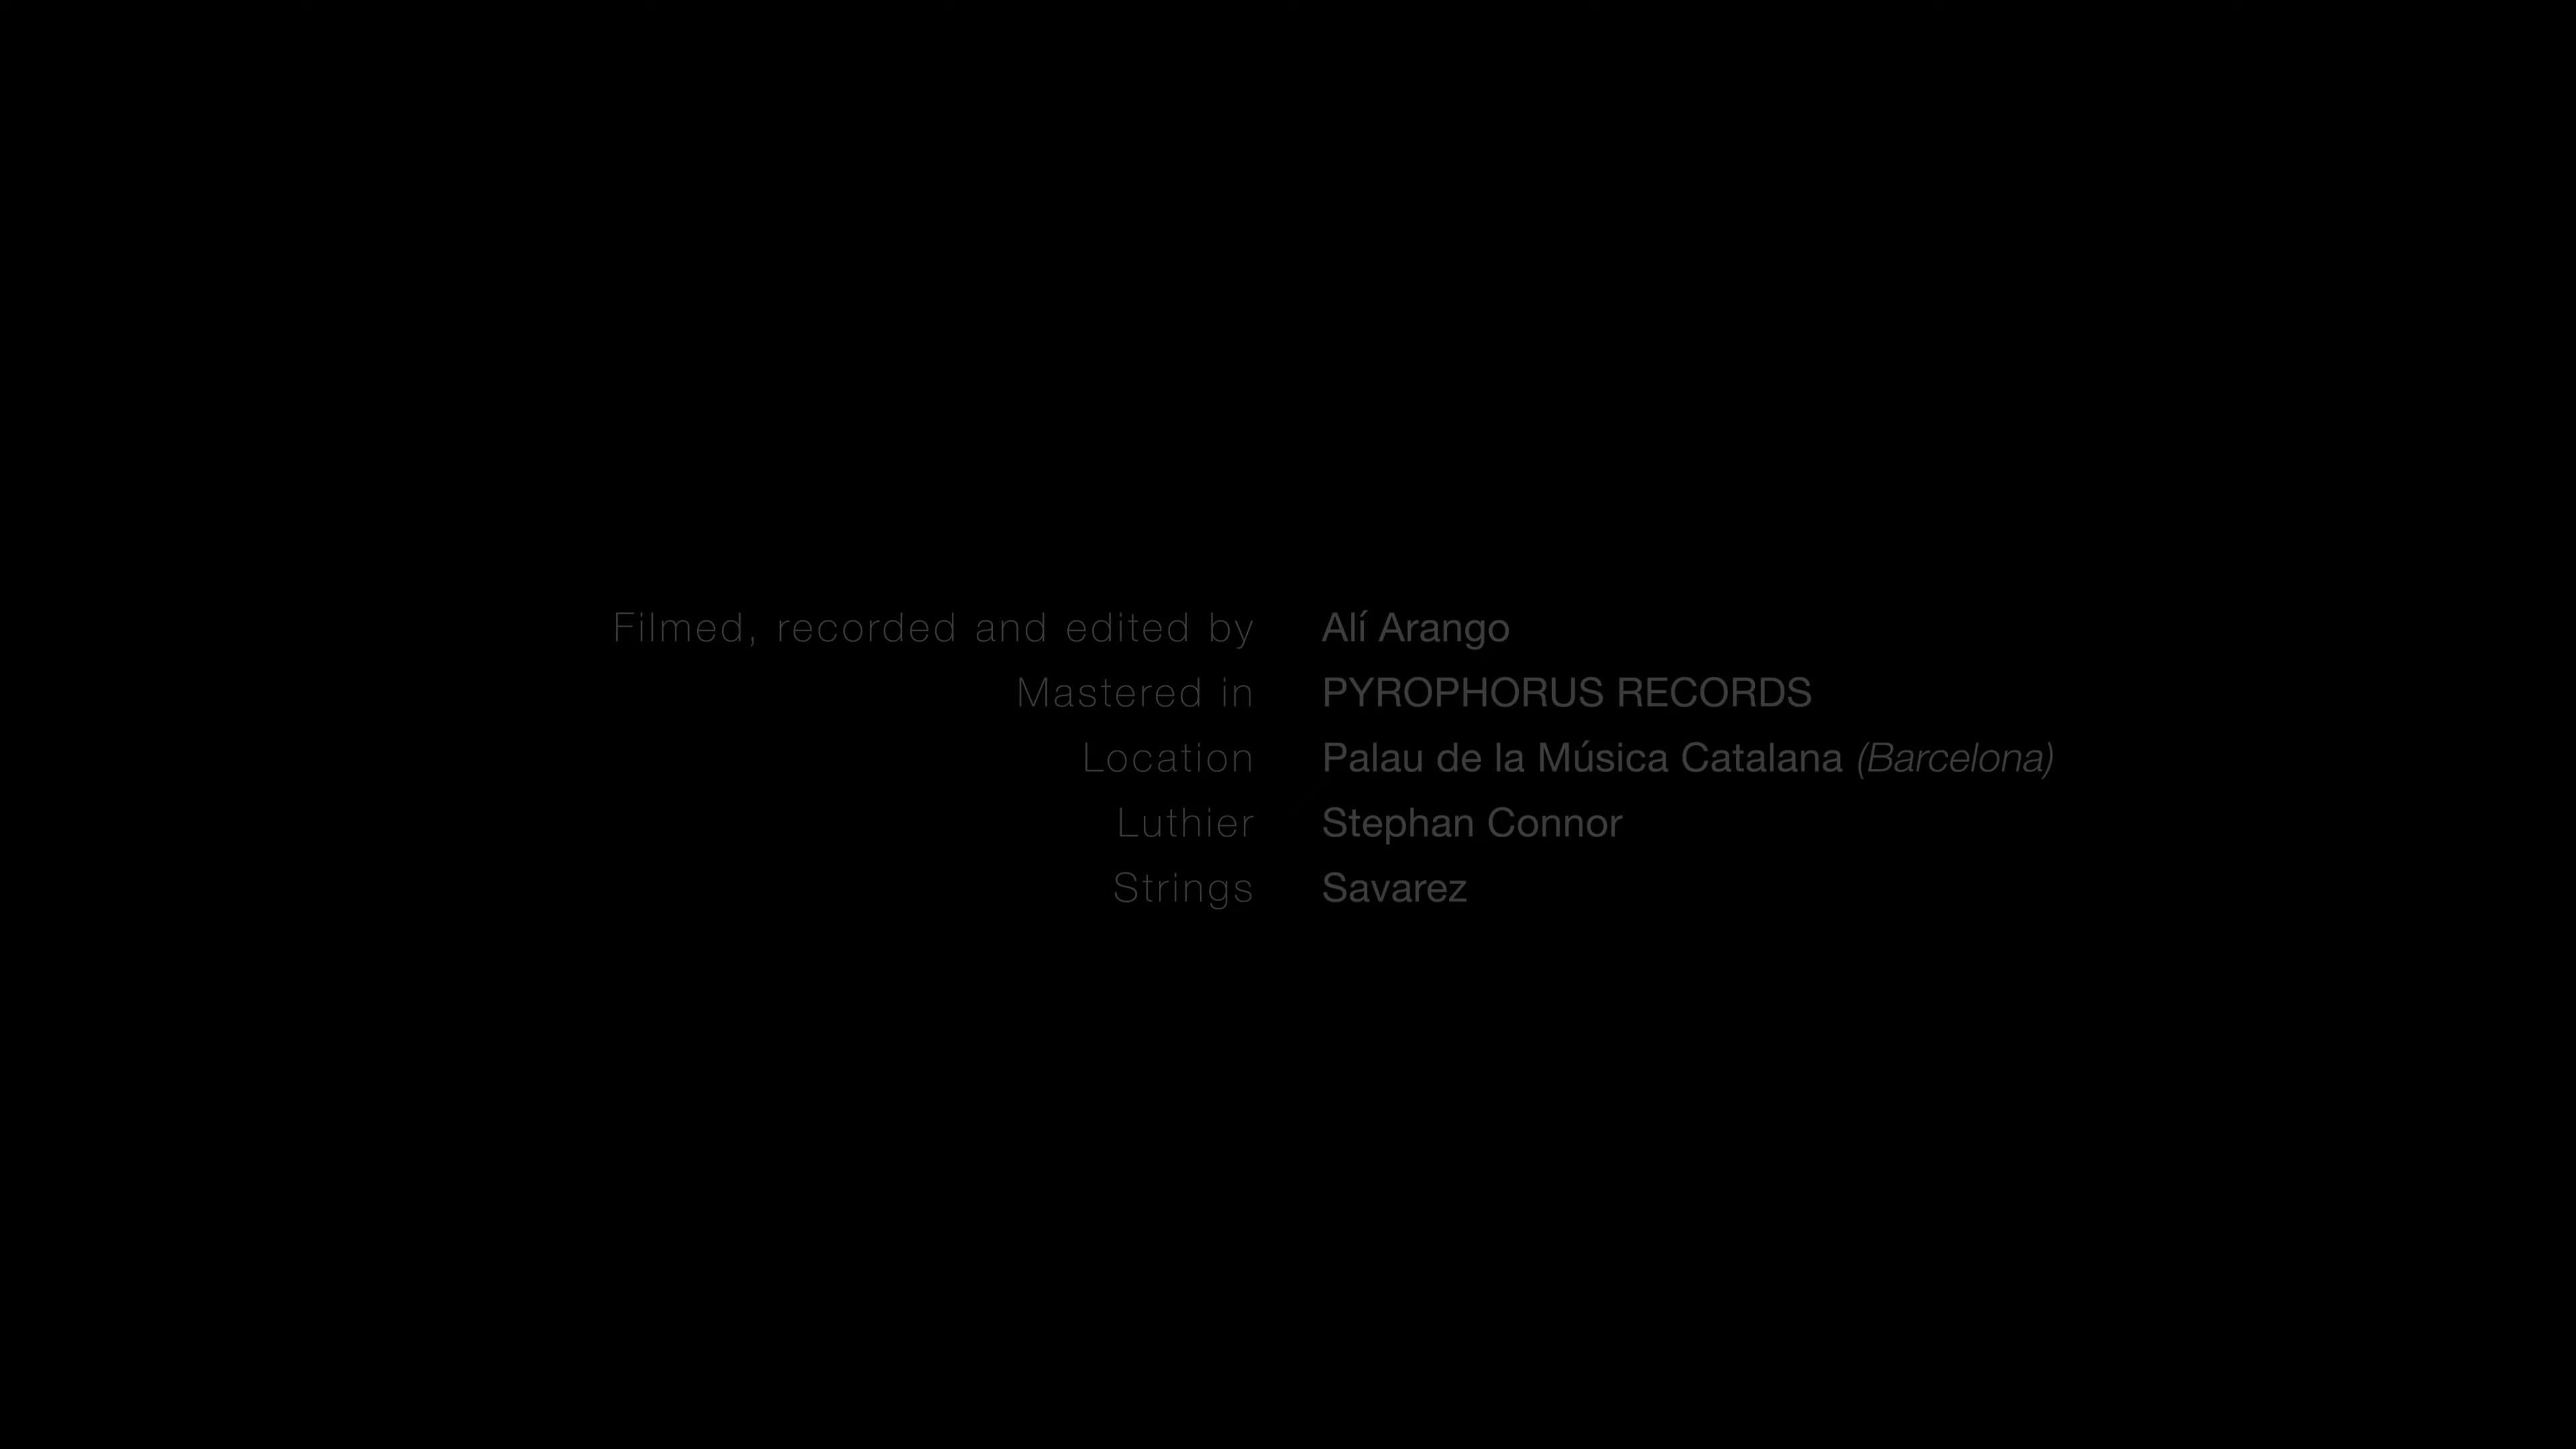 Filmed, recorded and edited by Alí Arango
Mastered in PYROPHORUS RECORDS
Location Palau de la Música Catalana (Barcelona)
Luthier Stephan Connor
Strings Savarez